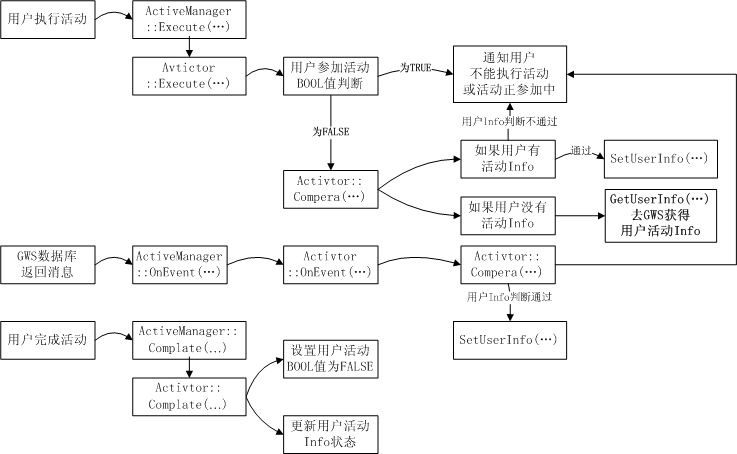 用户执行活动
ActiveManager
::Execute(…)
Avtictor
::Execute(…)
用户参加活动
BOOL值判断
为TRUE
通知用户
不能执行活动
或活动正参加中
为FALSE
用户Info判断不通过
Activtor::
Compera(…)
如果用户有
活动Info
通过
SetUserInfo(…)
如果用户没有
活动Info
GetUserInfo(…)
去GWS获得
用户活动Info
GWS数据库
返回消息
ActiveManager
::OnEvent(…)
Activtor
::OnEvent(…)
Activtor::
Compera(…)
用户Info判断通过
SetUserInfo(…)
用户完成活动
ActiveManager::
Complate(...)
Activtor::
Complate(...)
设置用户活动
BOOL值为FALSE
更新用户活动
Info状态